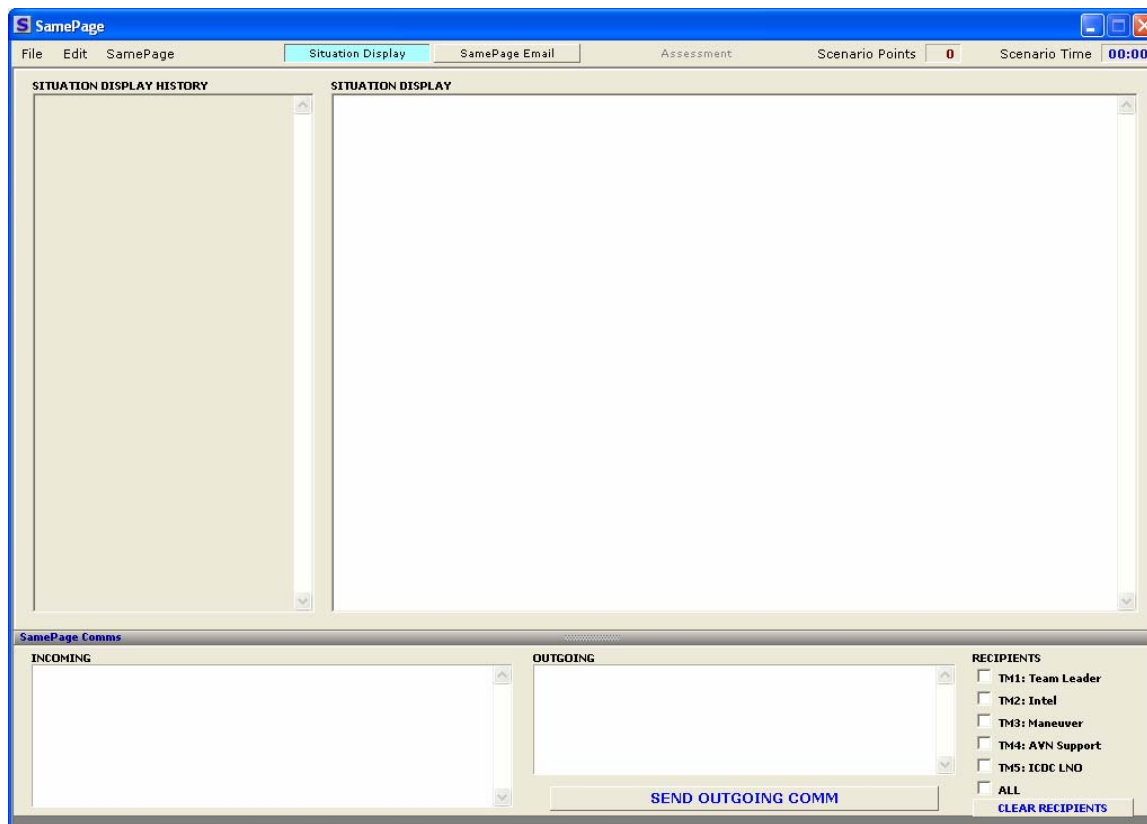 S SamePage
File Edit SamePage Situation Display SamePage Email Assessment Scenario Points 0 Scenario Time 00:00
SITUATION DISPLAY HISTORY SITUATION DISPLAY
SamePage Comms
INCOMING OUTGOING RECIPIENTS
TM1: Team Leader
TM2: Intel
TM3: Maneuver
TM4: AVN Support
TM5: ICDC LNO
ALL
SEND OUTGOING COMM
CLEAR RECIPIENTS